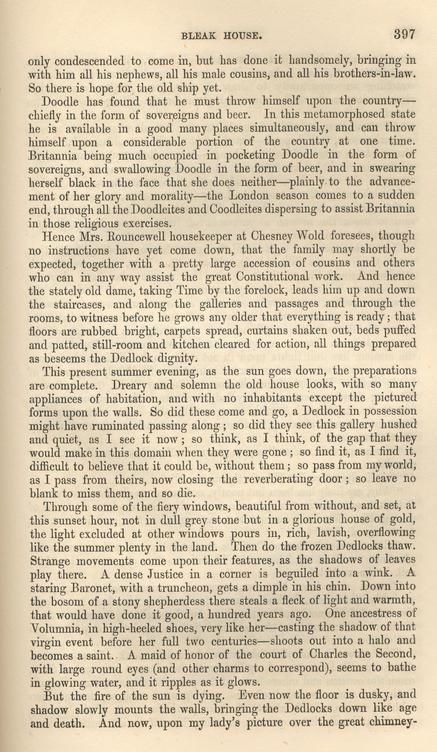 BLEAK HOUSE. 397
only condescended to come in, but has done it handsomely, bringing in
with him all his nephews, all his male cousins, and all his brothers-in-law.
So there is hope for the old ship yet.
Doodle has found that he must throw himself upon the country—
chiefly in the form of sovereigns and beer. In this metamorphosed state
he is available in a good many places simultaneously, and can throw
himself upon a considerable portion of the country at one time.
Britannia being much occupied in pocketing Doodle in the form of
sovereigns, and swallowing Doodle in the form of beer, and in swearing
herself black in the face that she does neither—plainly to the advance-
ment of her glory and morality—the London season comes to a sudden
end, through all the Doodleites and Coodleites dispersing to assist Britannia
in those religious exercises.
Hence Mrs. Rouncewell housekeeper at Chesney Wold foresees, though
no instructions have yet come down, that the family may shortly be
expected, together with a pretty large accession of cousins and others
who can in any way assist the great Constitutional work. And hence
the stately old dame, taking Time by the forelock, leads him up and down
the staircases, and along the galleries and passages and through the
rooms, to witness before he grows any older that everything is ready; that
floors are rubbed bright, carpets spread, curtains shaken out, beds puffed
and patted, still-room and kitchen cleared for action, all things prepared
as beseems the Dedlock dignity.
This present summer evening, as the sun goes down, the preparations
are complete. Dreary and solemn the old house looks, with so many
appliances of habitation, and with no inhabitants except the pictured
forms upon the walls. So did these come and go, a Dedlock in possession
might have ruminated passing along; so did they see this gallery hushed
and quiet, as I see it now; so think, as I think, of the gap that they
would make in this domain when they were gone; so find it, as I find it,
difficult to believe that it could be, without them; so pass from my world,
as I pass from theirs, now closing the reverberating door; so leave no
blank to miss them, and so die.
Through some of the fiery windows, beautiful from without, and set, at
this sunset hour, not in dull grey stone but in a glorious house of gold,
the light excluded at other windows pours in, rich, lavish, overflowing
like the summer plenty in the land. Then do the frozen Dedlocks thaw.
Strange movements come upon their features, as the shadows of leaves
play there. A dense Justice in a corner is beguiled into a wink. A
staring Baronet, with a truncheon, gets a dimple in his chin. Down into
the bosom of a stony shepherdess there steals a fleck of light and warmth,
that would have done it good, a hundred years ago. One ancestress of
Volumnia, in high-heeled shoes, very like her—casting the shadow of that
virgin event before her full two centuries—shoots out into a halo and
becomes a saint. A maid of honor of the court of Charles the Second,
with large round eyes (and other charms to correspond), seems to bathe
in glowing water, and it ripples as it glows.
But the fire of the sun is dying. Even now the floor is dusky, and
shadow slowly mounts the walls, bringing the Dedlocks down like age
and death. And now, upon my lady's picture over the great chimney-